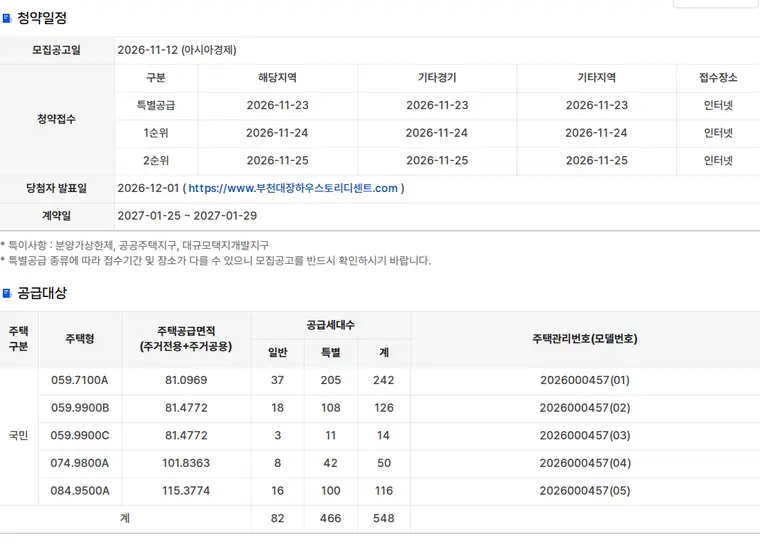 청약일정
모집공고일 2026-11-12 (아시아경제)
청약접수 구분 해당지역 기타경기 기타지역 접수장소
특별공급 2026-11-23 2026-11-23 2026-11-23 인터넷
1순위 2026-11-24 2026-11-24 2026-11-24 인터넷
2순위 2026-11-25 2026-11-25 2026-11-25 인터넷
당첨자 발표일 2026-12-01 ( https://www.부천대장하우스토리디센트.com )
계약일 2027-01-25 ~ 2027-01-29
* 특이사항 : 분양가상한제, 공공주택지구, 대규모택지개발지구
* 특별공급 종류에 따라 접수기간 및 장소가 다를 수 있으니 모집공고를 반드시 확인하시기 바랍니다.
공급대상
주택구분 주택형 주택공급면적 (주거전용+주거공용) 공급세대수 주택관리번호(모델번호)
일반 특별 계
국민 059.7100A 81.0969 37 205 242 2026000457(01)
059.9900B 81.4772 18 108 126 2026000457(02)
059.9900C 81.4772 3 11 14 2026000457(03)
074.9800A 101.8363 8 42 50 2026000457(04)
084.9500A 115.3774 16 100 116 2026000457(05)
계 82 466 548